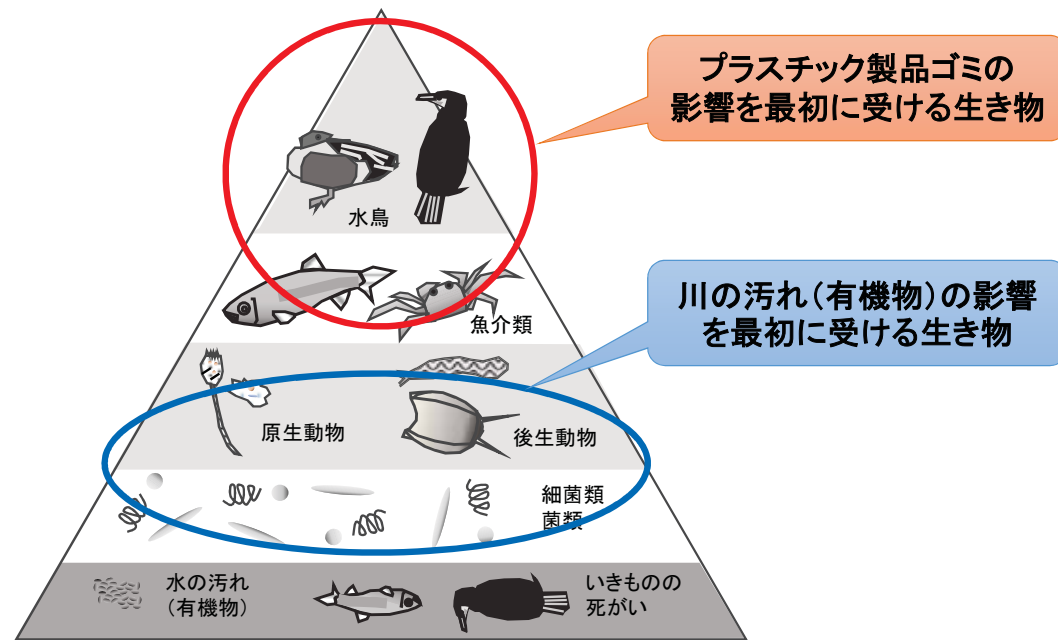 プラスチック製品ゴミの
影響を最初に受ける生き物
水鳥
川の汚れ(有機物)の影響
を最初に受ける生き物
魚介類
原生動物
後生動物
細菌類
菌類
水の汚れ
(有機物)
いきものの
死がい